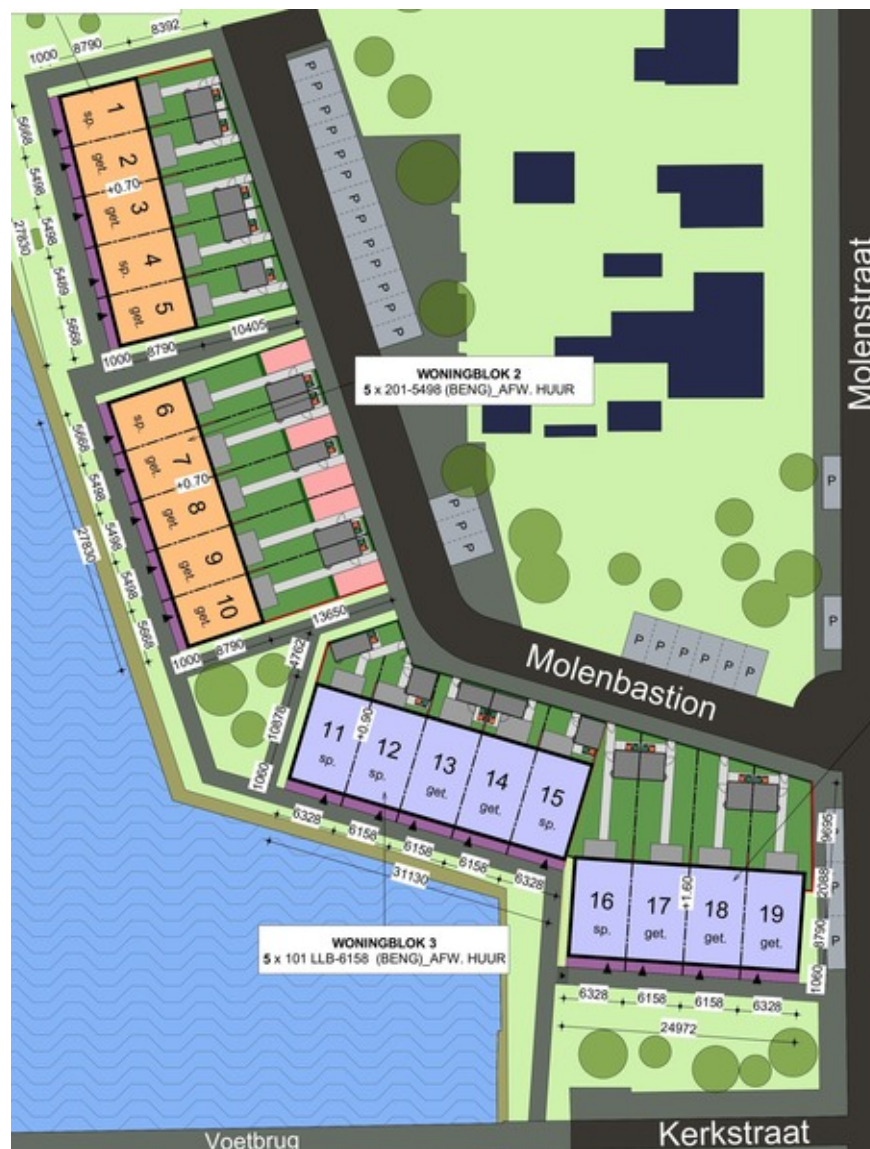 1000
8790
8392
1
sp.
2
get.
+0.70
3
get.
4
sp.
5
get.
5668
5498
5498
5489
5668
27830
1000
8790
10405
P
P
P
P
P
P
P
P
P
P
P
P
P
WONINGBLOK 2
5 x 201-5498 (BENG)_AFW. HUUR
6
sp.
7
get.
+0.70
8
get.
9
get.
10
get.
5668
5498
5498
5498
5668
27830
1000
8790
13650
P
P
P
Molenstraat
P
P
P
P
P
P
P
P
Molenbastion
4762
10878
1060
11
sp.
+0.90
12
sp.
13
get.
14
get.
15
sp.
6328
6158
6158
6158
6328
31130
WONINGBLOK 3
5 x 101 LLB-6158 (BENG)_AFW. HUUR
16
sp.
17
get.
+1.60
18
get.
19
get.
9695
2088
8790
1060
P
P
6328
6158
6158
6328
24972
Voetbrug
Kerkstraat